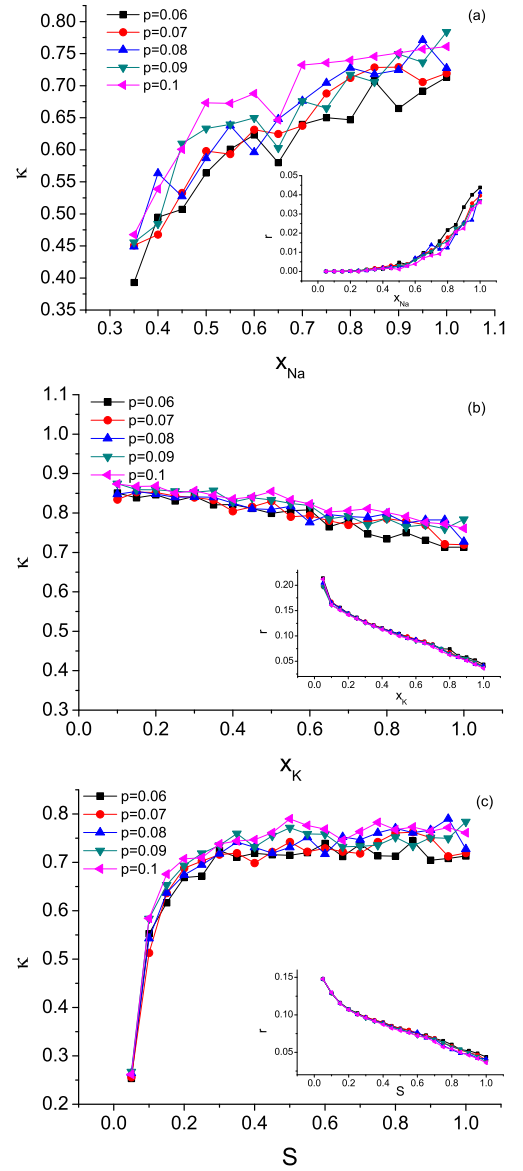 0.80
(a)
p=0.06
0.75
p=0.07
0.70
p=0.08
0.65
p=0.09
0.60
p=0.1
0.55
κ
0.50
0.45
0.40
0.35
0.30
0.05
0.04
0.03
0.02
0.01
0.00
r
0.0 0.2 0.4 0.6 0.8 1.0
x_Na
0.3 0.4 0.5 0.6 0.7 0.8 0.9 1.0 1.1
x_Na
1.1
(b)
p=0.06
1.0
p=0.07
p=0.08
0.9
p=0.09
p=0.1
0.8
0.7
κ
0.6
0.5
0.4
0.3
0.20
0.15
0.10
0.05
r
0.0 0.2 0.4 0.6 0.8 1.0
x_K
0.0 0.2 0.4 0.6 0.8 1.0
x_K
(c)
p=0.06
0.8
p=0.07
p=0.08
0.7
p=0.09
p=0.1
0.6
κ
0.5
0.4
0.3
0.2
0.15
0.10
0.05
r
0.0 0.2 0.4 0.6 0.8 1.0
S
0.0 0.2 0.4 0.6 0.8 1.0
S